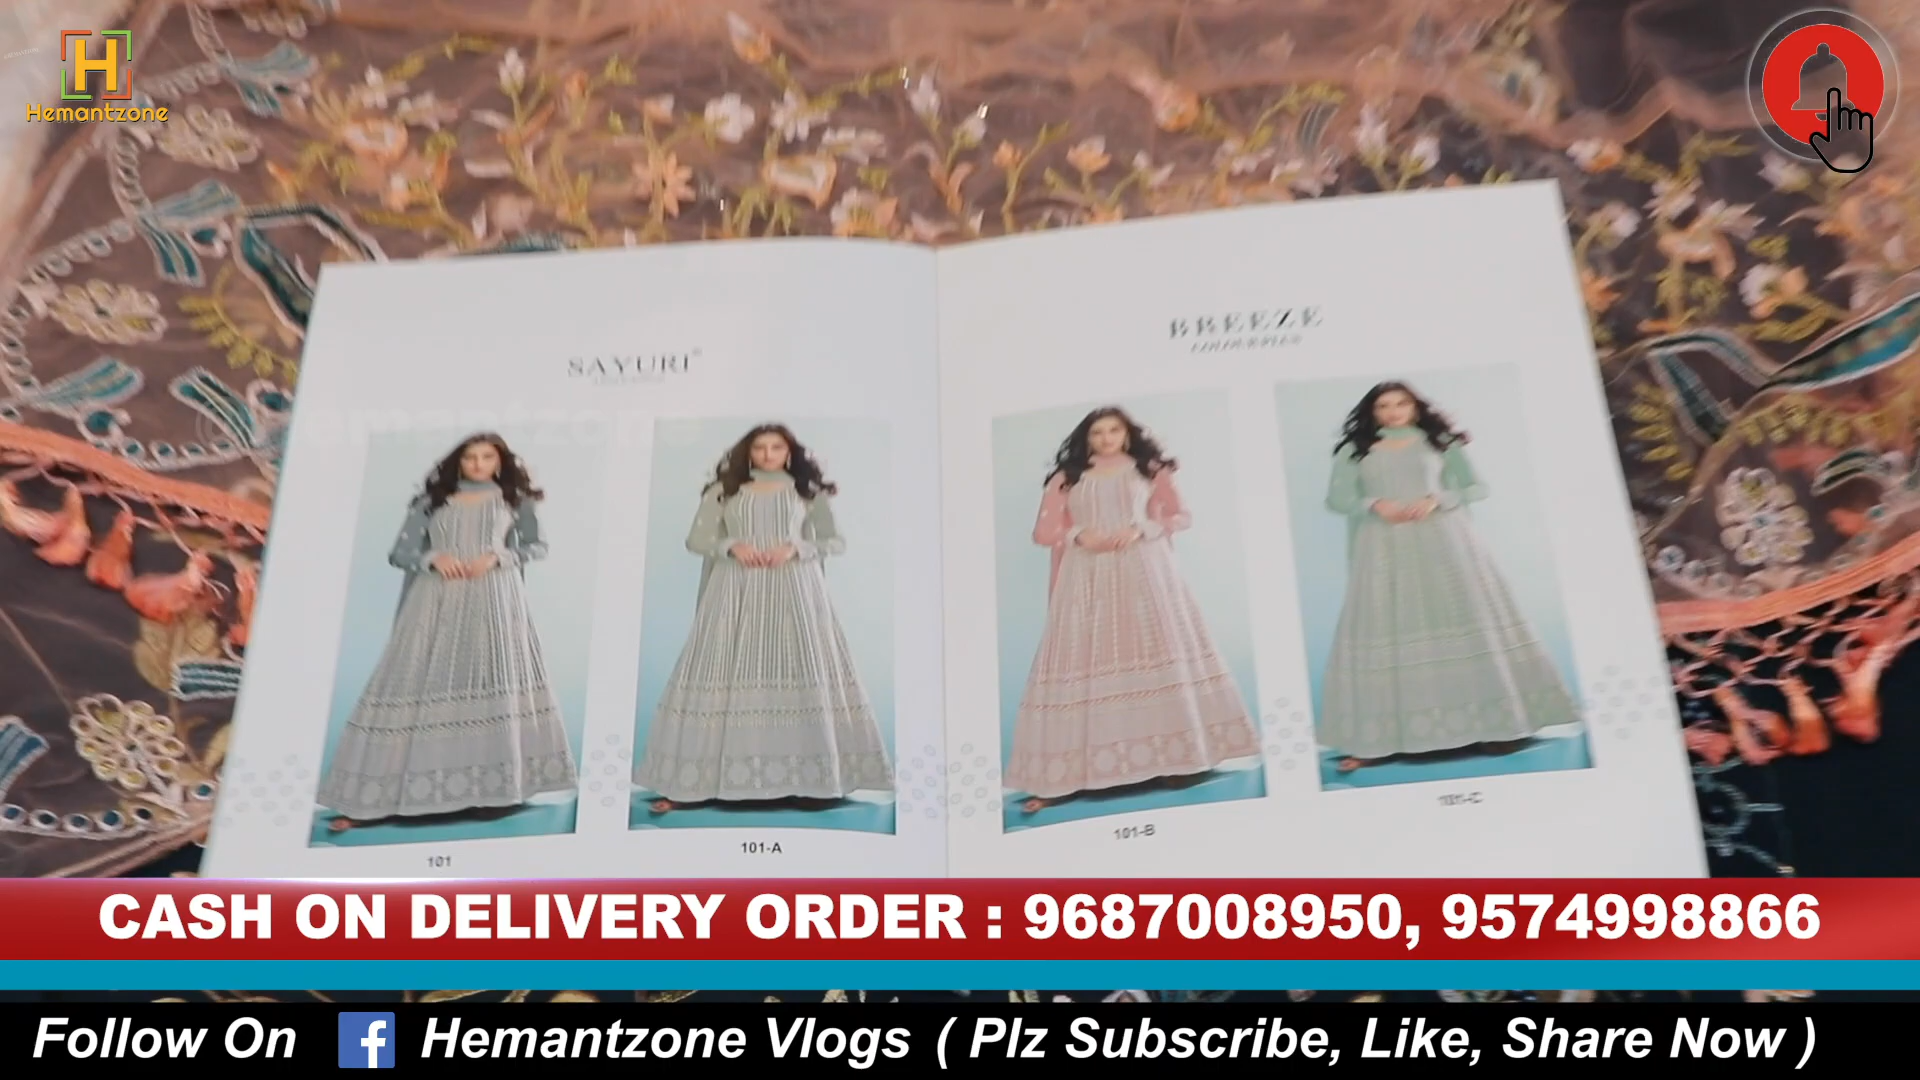 H
Hemantzone
SAYURI
BREEZE
101
101-A
101-B
101-C
CASH ON DELIVERY ORDER : 9687008950, 9574998866
Follow On f Hemantzone Vlogs ( Plz Subscribe, Like, Share Now )